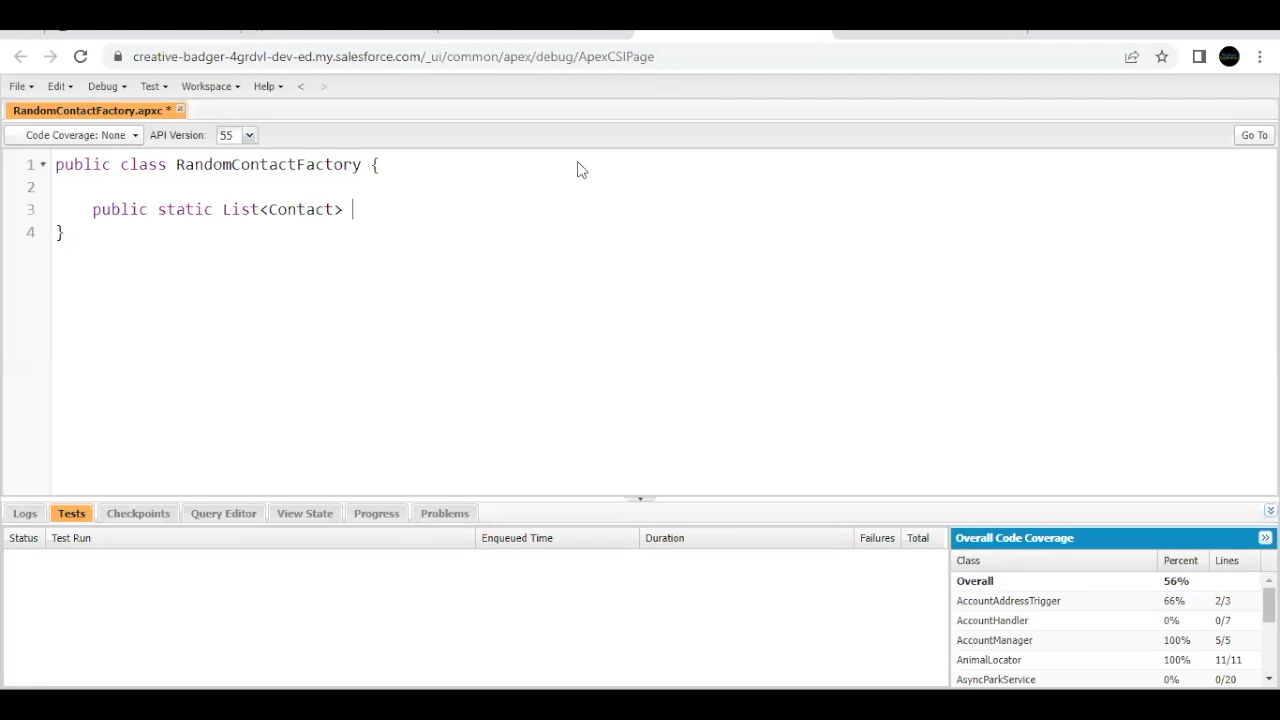 creative-badger-4grdvl-dev-ed.my.salesforce.com/_ui/common/apex/debug/ApexCSIPage
File Edit Debug Test Workspace Help < >
RandomContactFactory.apxc *
Code Coverage: None API Version: 55 Go To
1 public class RandomContactFactory {
2
3 public static List<Contact>
4 }
Logs Tests Checkpoints Query Editor View State Progress Problems
Status Test Run Enqueued Time Duration Failures Total
Overall Code Coverage
Class Percent Lines
Overall 56%
AccountAddressTrigger 66% 2/3
AccountHandler 0% 0/7
AccountManager 100% 5/5
AnimalLocator 100% 11/11
AsyncParkService 0% 0/20